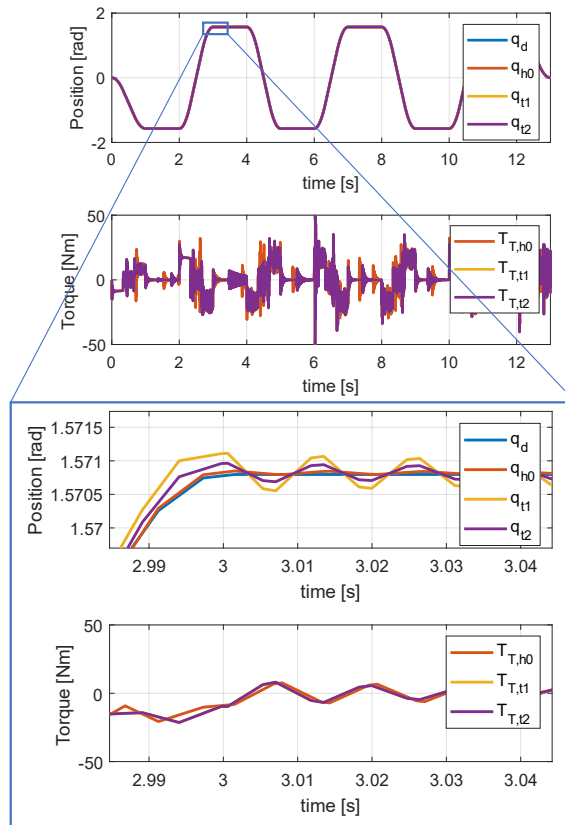 2
0
-2
Position [rad]
q_d
q_h0
q_t1
q_t2
0 2 4 6 8 10 12
time [s]
50
0
-50
Torque [Nm]
T_T,h0
T_T,t1
T_T,t2
0 2 4 6 8 10 12
time [s]
1.5715
1.571
1.5705
1.57
Position [rad]
q_d
q_h0
q_t1
q_t2
2.99 3 3.01 3.02 3.03 3.04
time [s]
50
0
-50
Torque [Nm]
T_T,h0
T_T,t1
T_T,t2
2.99 3 3.01 3.02 3.03 3.04
time [s]